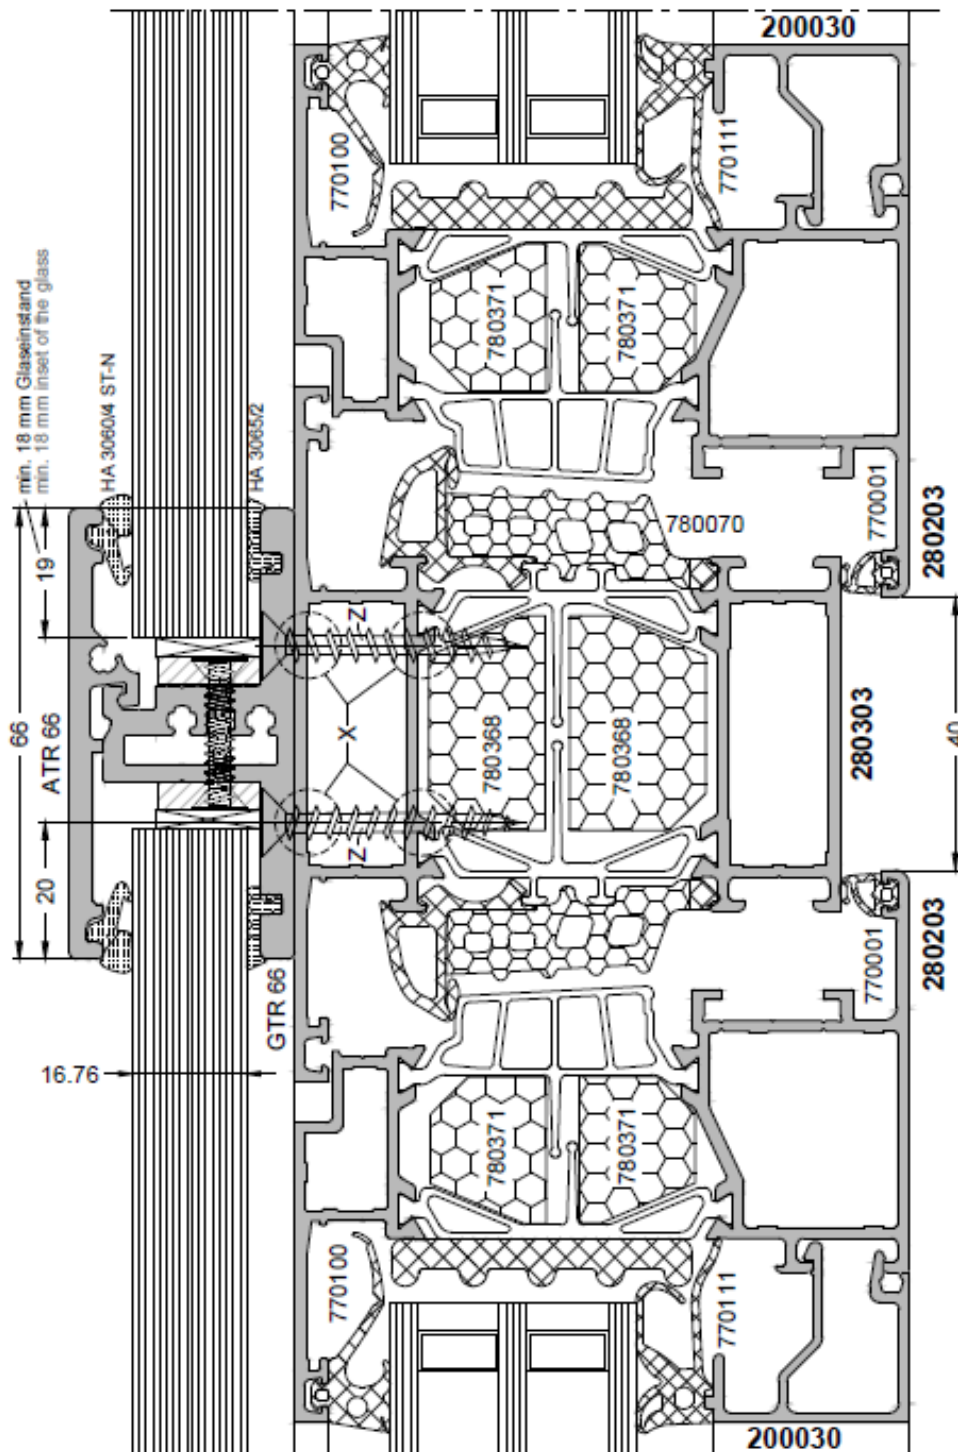 200030
770100
770111
780371
780371
min. 18 mm Glaseinstand
min. 18 mm inset of the glass
HA 3060/4 ST-N
HA 3065/2
19
66
ATR 66
20
780070
770001
280203
Z
X
Z
780368
780368
280303
40
GTR 66
16.76
770001
280203
780371
780371
770100
770111
200030